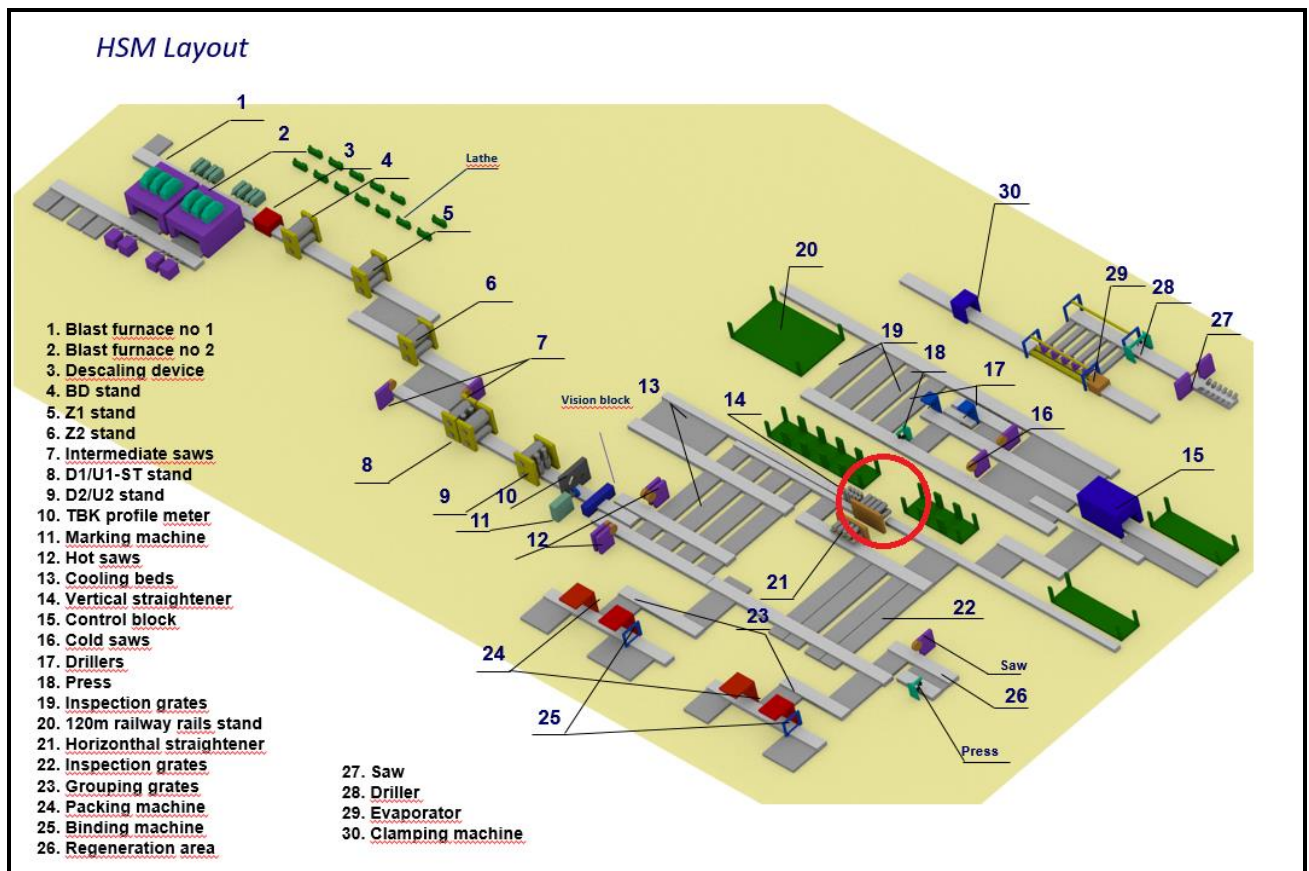 HSM Layout
1
2
3
4
Lathe
5
6
7
8
9
10
11
12
13
Vision block
14
15
16
17
18
19
20
21
22
23
24
25
26
Saw
Press
27
28
29
30
1. Blast furnace no 1
2. Blast furnace no 2
3. Descaling device
4. BD stand
5. Z1 stand
6. Z2 stand
7. Intermediate saws
8. D1/U1-ST stand
9. D2/U2 stand
10. TBK profile meter
11. Marking machine
12. Hot saws
13. Cooling beds
14. Vertical straightener
15. Control block
16. Cold saws
17. Drillers
18. Press
19. Inspection grates
20. 120m railway rails stand
21. Horizonthal straightener
22. Inspection grates
23. Grouping grates
24. Packing machine
25. Binding machine
26. Regeneration area
27. Saw
28. Driller
29. Evaporator
30. Clamping machine